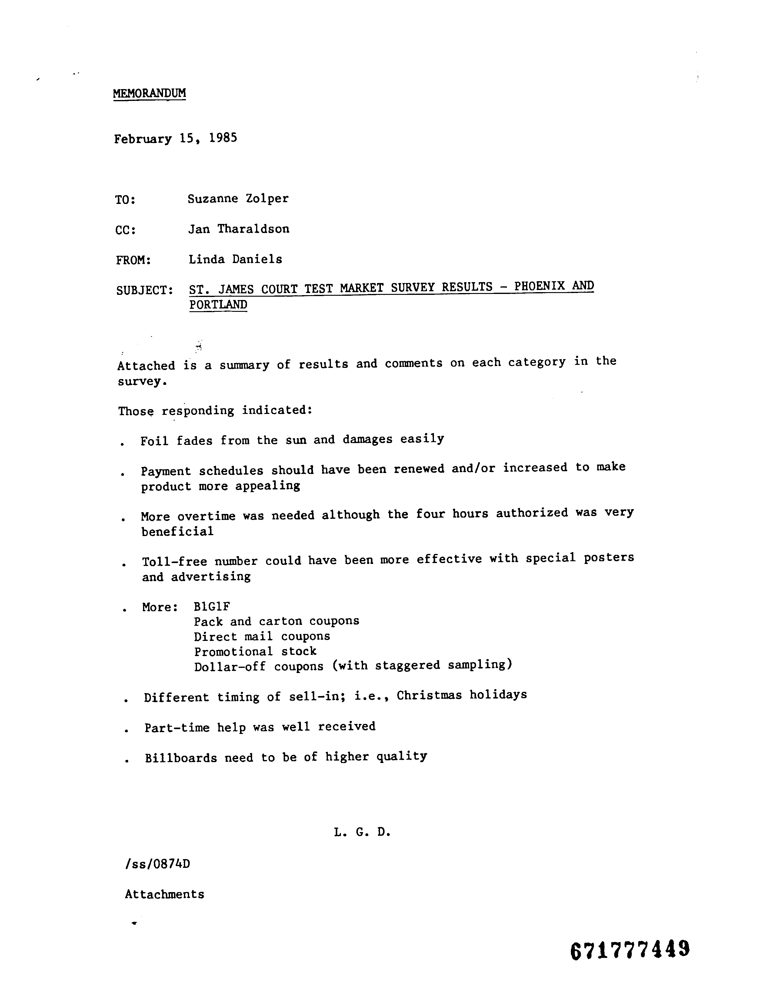 MEMORANDUM
February 15, 1985
TO: Suzanne Zolper
CC: Jan Tharaldson
FROM: Linda Daniels
SUBJECT: ST. JAMES COURT TEST MARKET SURVEY RESULTS - PHOENIX AND
PORTLAND
Attached is a summary of results and comments on each category in the
survey.
Those responding indicated:
. Foil fades from the sun and damages easily
. Payment schedules should have been renewed and/or increased to make
product more appealing
. More overtime was needed although the four hours authorized was very
beneficial
. Toll-free number could have been more effective with special posters
and advertising
. More: B1G1F
Pack and carton coupons
Direct mail coupons
Promotional stock
Dollar-off coupons (with staggered sampling)
. Different timing of sell-in; i.e., Christmas holidays
. Part-time help was well received
. Billboards need to be of higher quality
L. G. D.
/ss/0874D
Attachments
671777449